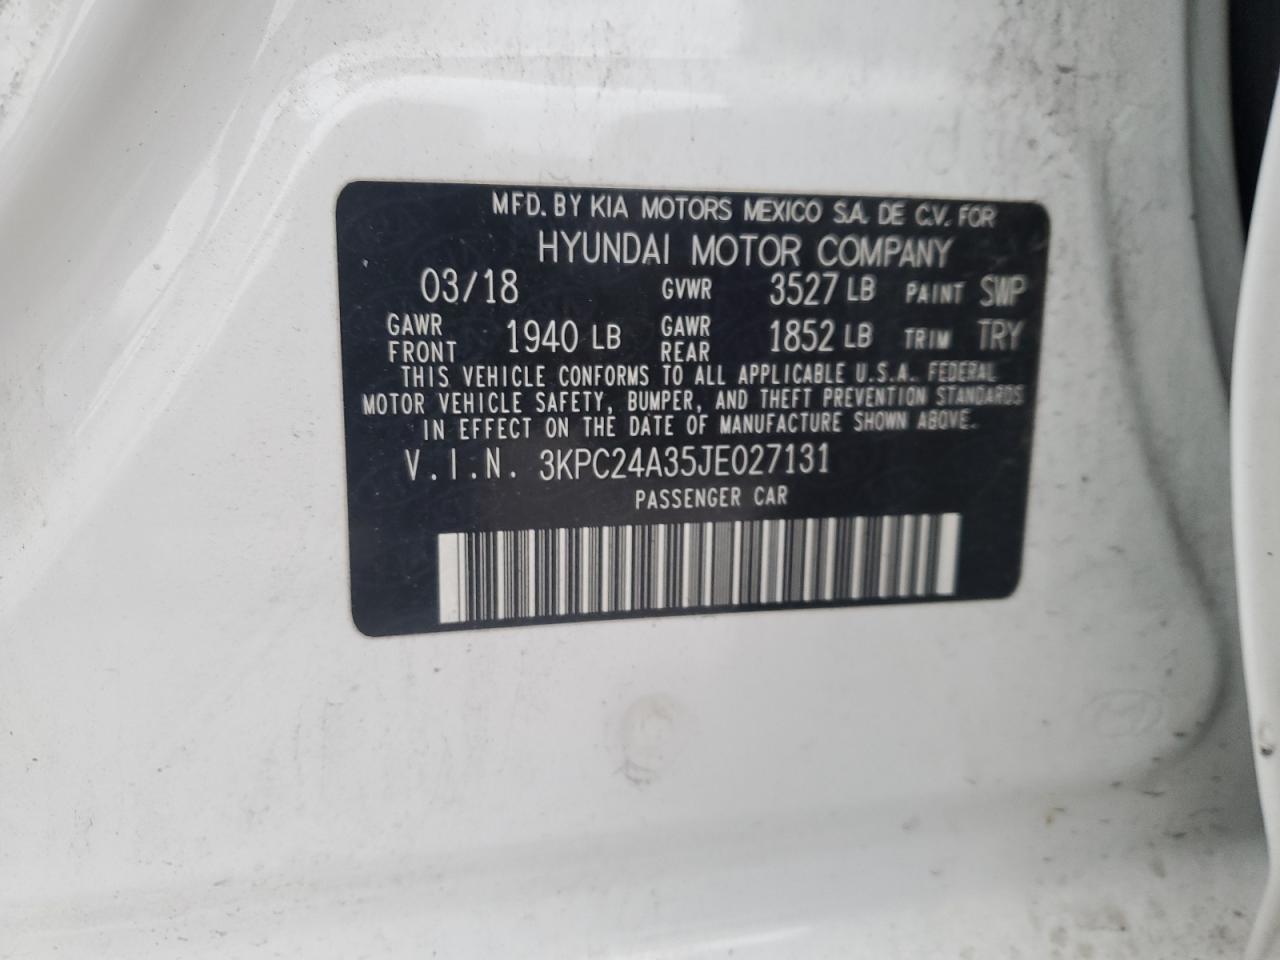 MFD. BY KIA MOTORS MEXICO S.A. DE C.V. FOR
HYUNDAI MOTOR COMPANY
03/18 GVWR 3527 LB PAINT SWP
GAWR FRONT 1940 LB GAWR REAR 1852 LB TRIM TRY
THIS VEHICLE CONFORMS TO ALL APPLICABLE U.S.A. FEDERAL
MOTOR VEHICLE SAFETY, BUMPER, AND THEFT PREVENTION STANDARDS
IN EFFECT ON THE DATE OF MANUFACTURE SHOWN ABOVE.
V.I.N. 3KPC24A35JE027131
PASSENGER CAR